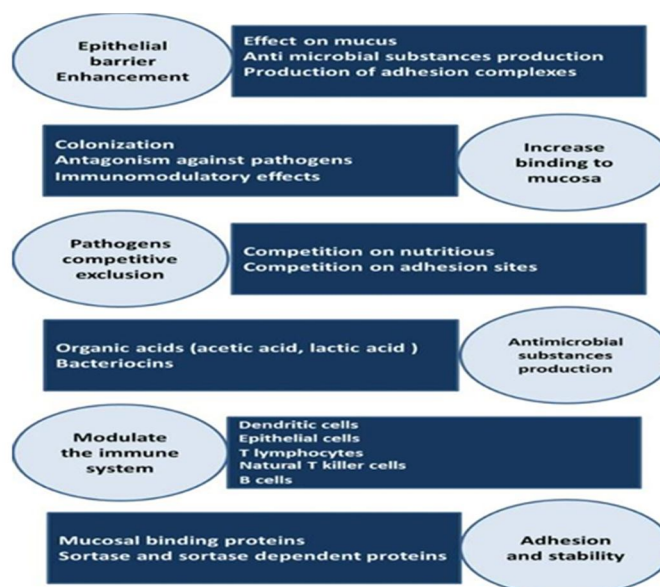 Epithelial
barrier
Enhancement
Effect on mucus
Anti microbial substances production
Production of adhesion complexes
Colonization
Antagonism against pathogens
Immunomodulatory effects
Increase
binding to
mucosa
Pathogens
competitive
exclusion
Competition on nutritious
Competition on adhesion sites
Organic acids (acetic acid, lactic acid )
Bacteriocins
Antimicrobial
substances
production
Modulate
the immune
system
Dendritic cells
Epithelial cells
T lymphocytes
Natural T killer cells
B cells
Mucosal binding proteins
Sortase and sortase dependent proteins
Adhesion
and stability